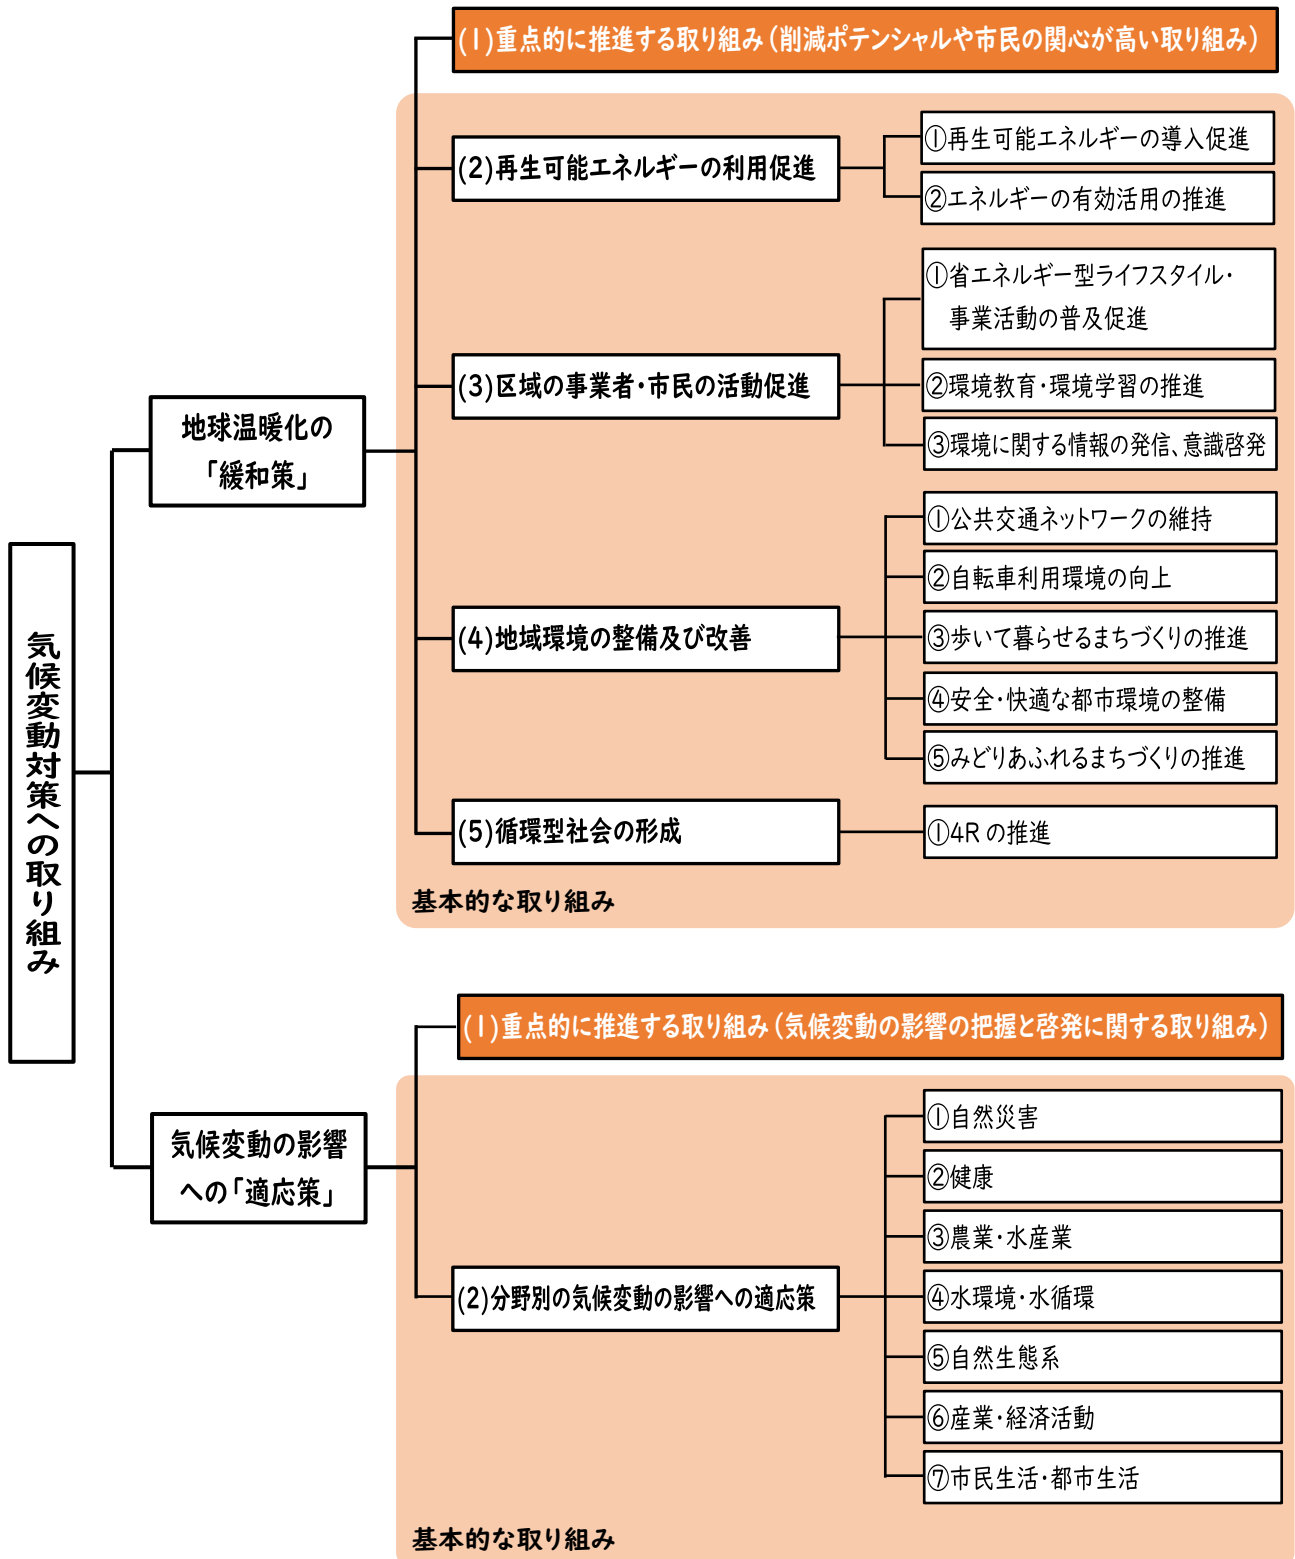 気候変動対策への取り組み
地球温暖化の
「緩和策」
(1)重点的に推進する取り組み(削減ポテンシャルや市民の関心が高い取り組み)
(2)再生可能エネルギーの利用促進
①再生可能エネルギーの導入促進
②エネルギーの有効活用の推進
(3)区域の事業者・市民の活動促進
①省エネルギー型ライフスタイル・
事業活動の普及促進
②環境教育・環境学習の推進
③環境に関する情報の発信、意識啓発
(4)地域環境の整備及び改善
①公共交通ネットワークの維持
②自転車利用環境の向上
③歩いて暮らせるまちづくりの推進
④安全・快適な都市環境の整備
⑤みどりあふれるまちづくりの推進
(5)循環型社会の形成
①4Rの推進
基本的な取り組み
気候変動の影響
への「適応策」
(1)重点的に推進する取り組み(気候変動の影響の把握と啓発に関する取り組み)
(2)分野別の気候変動の影響への適応策
①自然災害
②健康
③農業・水産業
④水環境・水循環
⑤自然生態系
⑥産業・経済活動
⑦市民生活・都市生活
基本的な取り組み